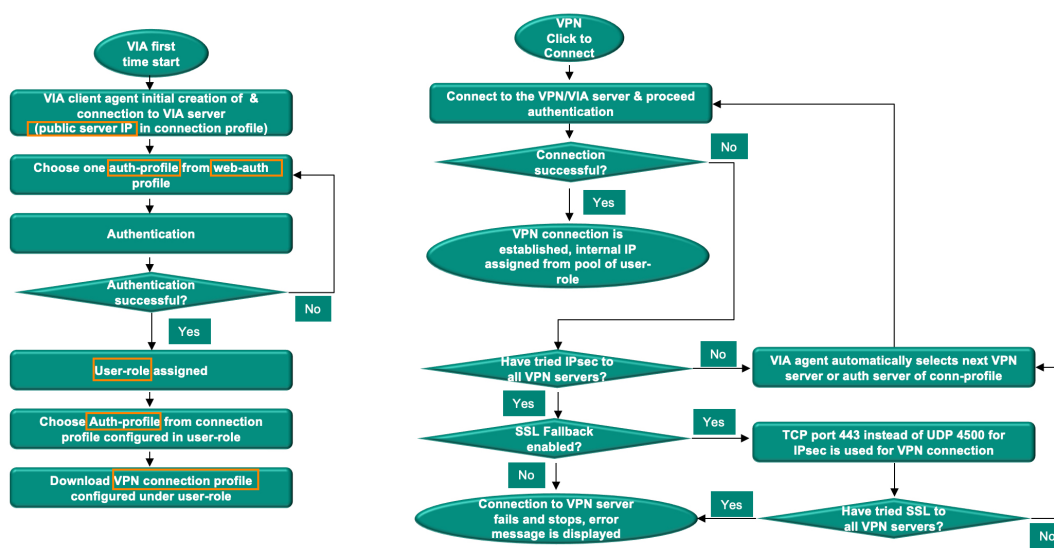 VIA first
time start
VIA client agent initial creation of &
connection to VIA server
(public server IP in connection profile)
Choose one auth-profile from web-auth
profile
Authentication
Authentication
successful?
No
Yes
User-role assigned
Choose Auth-profile from connection
profile configured in user-role
Download VPN connection profile
configured under user-role
VPN
Click to
Connect
Connect to the VPN/VIA server & proceed
authentication
Connection
successful?
No
Yes
VPN connection is
established, internal IP
assigned from pool of user-
role
Have tried IPsec to
all VPN servers?
No
VIA agent automatically selects next VPN
server or auth server of conn-profile
Yes
SSL Fallback
enabled?
Yes
TCP port 443 instead of UDP 4500 for
IPsec is used for VPN connection
No
Connection to VPN server
fails and stops, error
message is displayed
Yes
Have tried SSL to
all VPN servers?
No